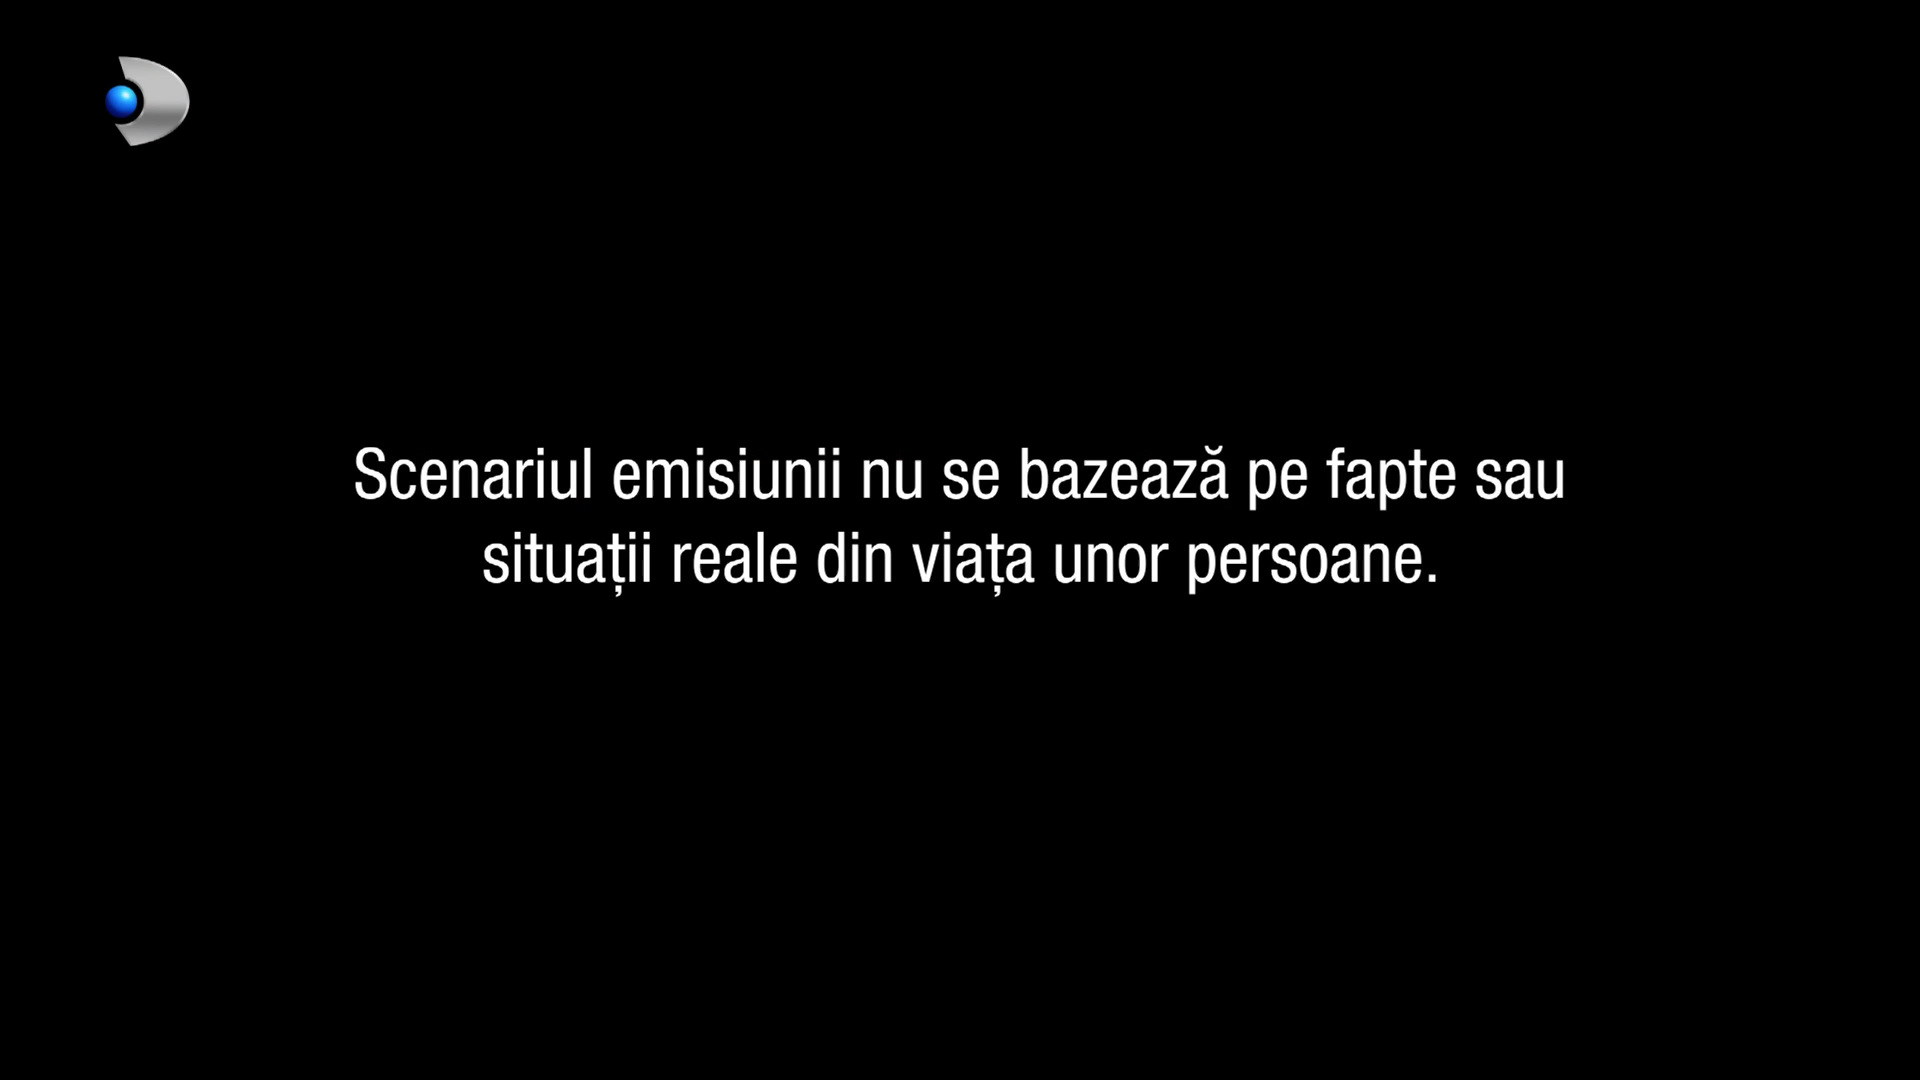 Scenariul emisiunii nu se bazează pe fapte sau
situații reale din viața unor persoane.